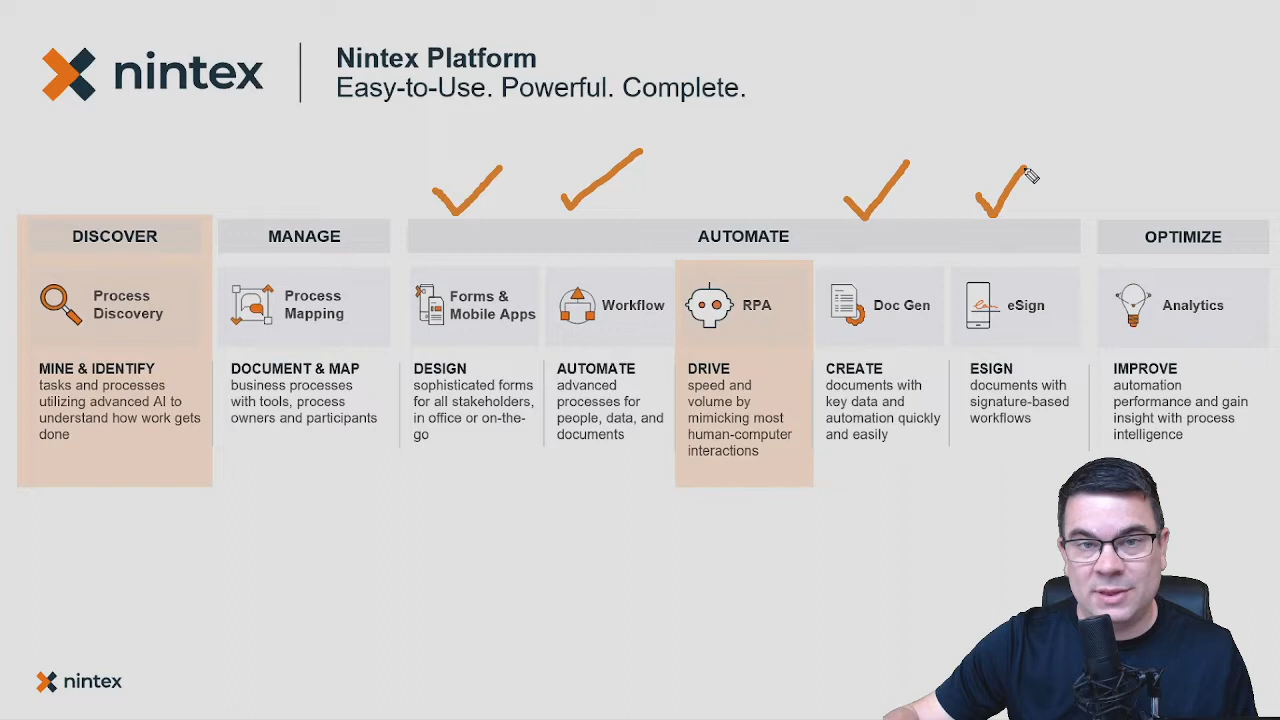 nintex
Nintex Platform
Easy-to-Use. Powerful. Complete.
DISCOVER
MANAGE
AUTOMATE
OPTIMIZE
Process
Discovery
Process
Mapping
Forms &
Mobile Apps
Workflow
RPA
Doc Gen
eSign
Analytics
MINE & IDENTIFY
tasks and processes
utilizing advanced AI to
understand how work gets
done
DOCUMENT & MAP
business processes
with tools, process
owners and participants
DESIGN
sophisticated forms
for all stakeholders,
in office or on-the-
go
AUTOMATE
advanced
processes for
people, data, and
documents
DRIVE
speed and
volume by
mimicking most
human-computer
interactions
CREATE
documents with
key data and
automation quickly
and easily
ESIGN
documents with
signature-based
workflows
IMPROVE
automation
performance and gain
insight with process
intelligence
nintex